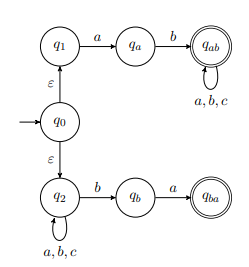 q1 a qa b qab
ε a, b, c
q0
ε
q2 b qb a qba
a, b, c